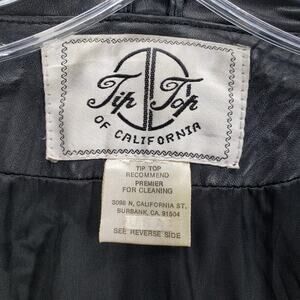 Tip Top
OF CALIFORNIA
TIP TOP
RECOMMEND
PREMIER
FOR CLEANING
3098 N. CALIFORNIA ST.
BURBANK, CA. 91504
SEE REVERSE SIDE